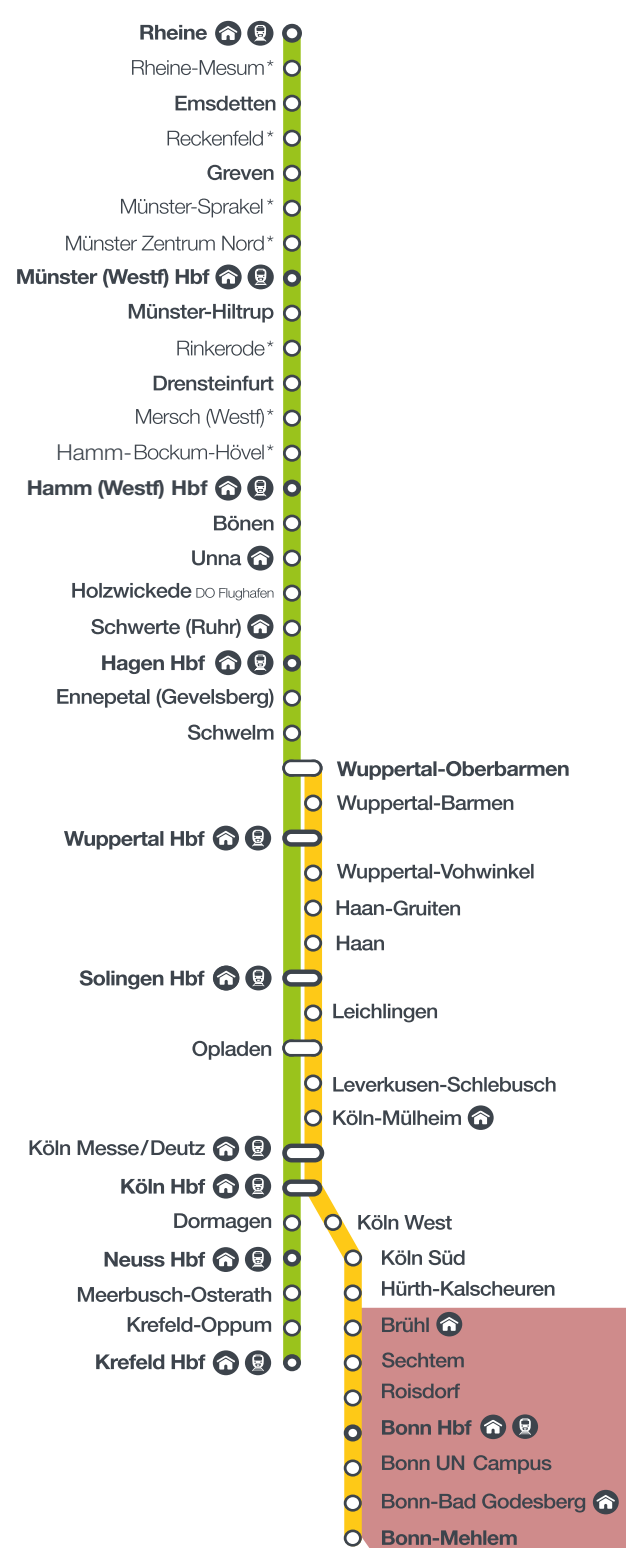 Rheine
Rheine-Mesum*
Emsdetten
Reckenfeld*
Greven
Münster-Sprakel*
Münster Zentrum Nord*
Münster (Westf) Hbf
Münster-Hiltrup
Rinkerode*
Drensteinfurt
Mersch (Westf)*
Hamm-Bockum-Hövel*
Hamm (Westf) Hbf
Bönen
Unna
Holzwickede DO Flughafen
Schwerte (Ruhr)
Hagen Hbf
Ennepetal (Gevelsberg)
Schwelm
Wuppertal-Oberbarmen
Wuppertal-Barmen
Wuppertal Hbf
Wuppertal-Vohwinkel
Haan-Gruiten
Haan
Solingen Hbf
Leichlingen
Opladen
Leverkusen-Schlebusch
Köln-Mülheim
Köln Messe/Deutz
Köln Hbf
Dormagen
Köln West
Neuss Hbf
Köln Süd
Meerbusch-Osterath
Hürth-Kalscheuren
Krefeld-Oppum
Brühl
Krefeld Hbf
Sechtem
Roisdorf
Bonn Hbf
Bonn UN Campus
Bonn-Bad Godesberg
Bonn-Mehlem